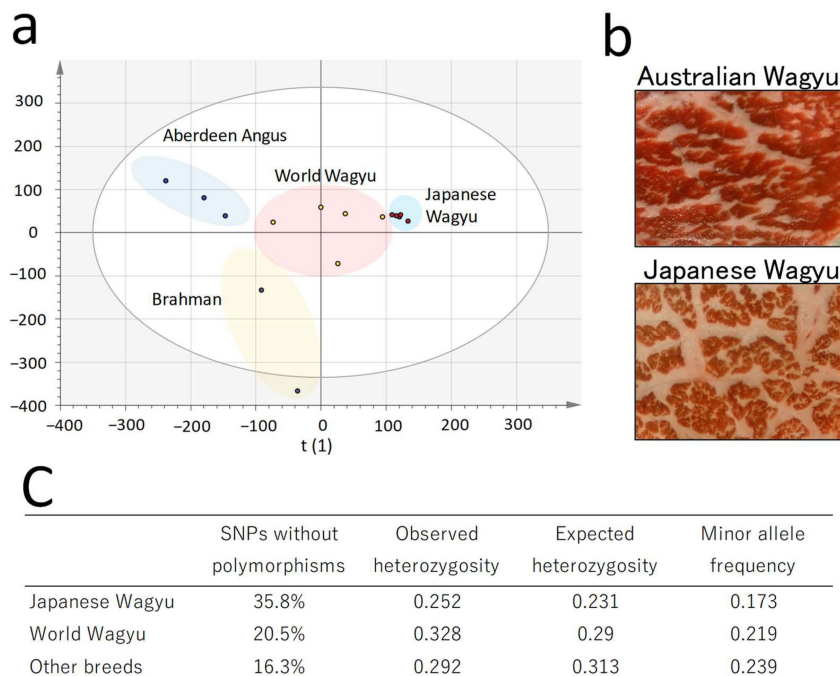 a
300
200
100
0
−100
−200
−300
−400
−400 −300 −200 −100 0 100 200 300
t (1)
Aberdeen Angus
World Wagyu
Japanese
Wagyu
Brahman
b
Australian Wagyu
Japanese Wagyu
C
SNPs without Observed Expected Minor allele
polymorphisms heterozygosity heterozygosity frequency
Japanese Wagyu 35.8% 0.252 0.231 0.173
World Wagyu 20.5% 0.328 0.29 0.219
Other breeds 16.3% 0.292 0.313 0.239